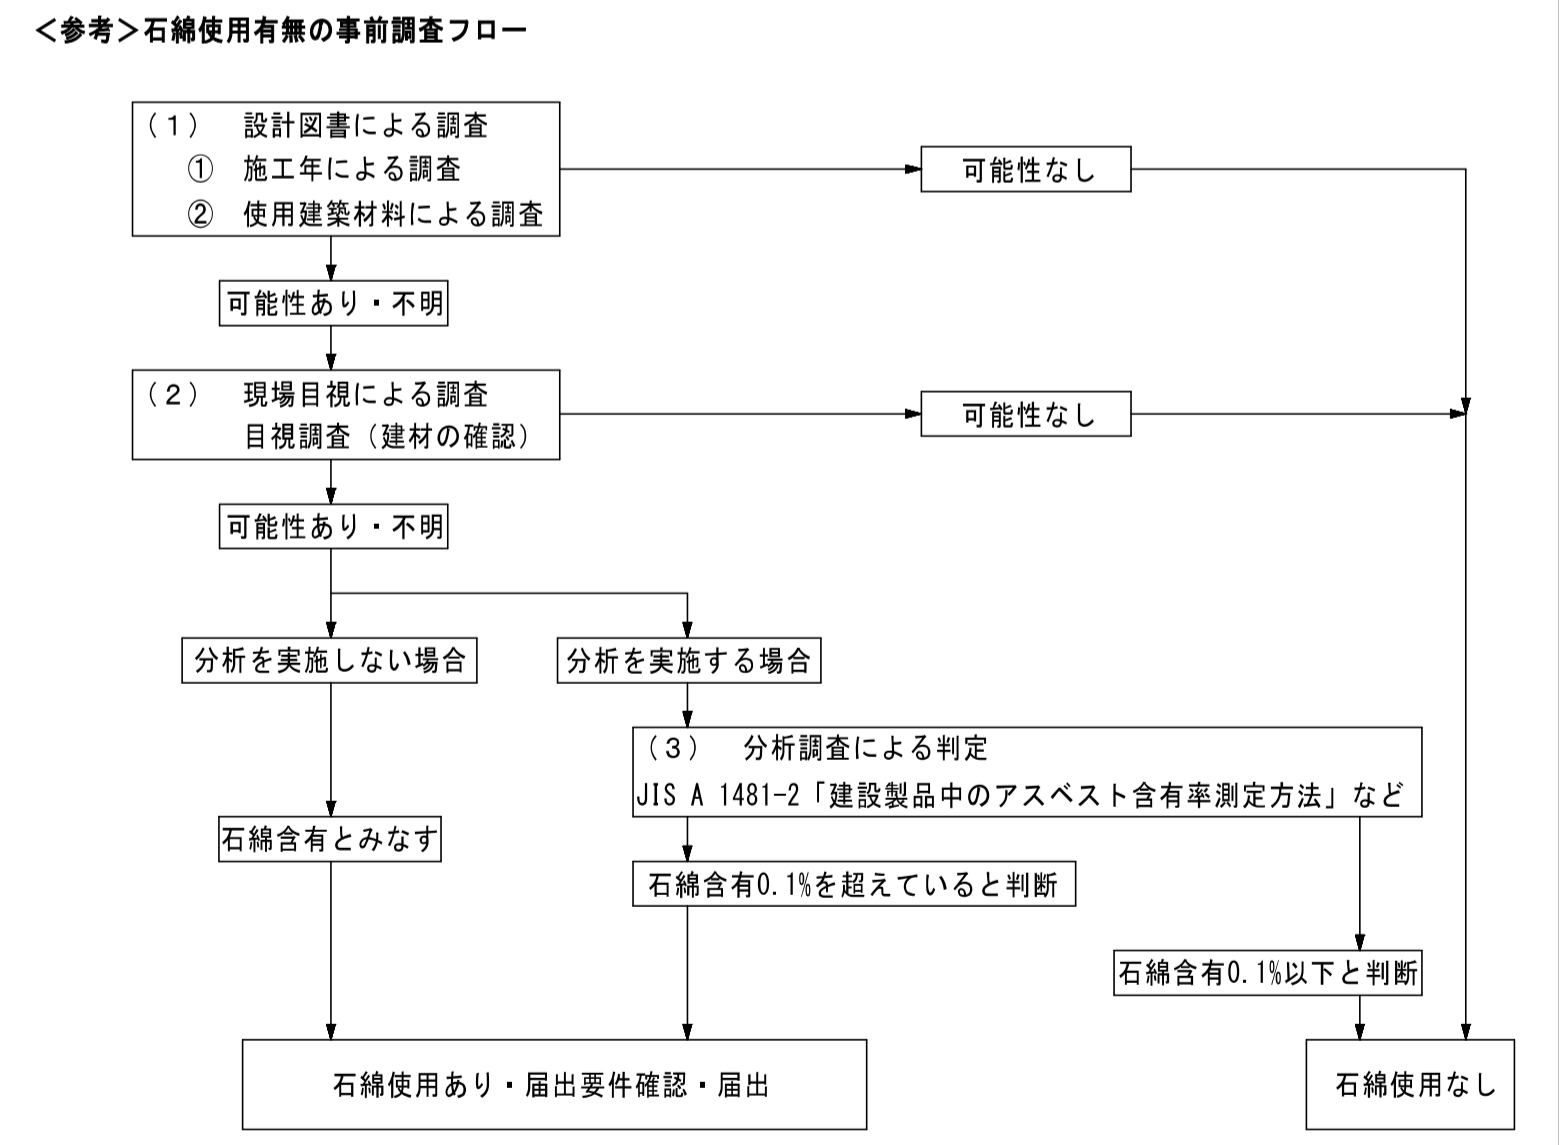 ＜参考＞石綿使用有無の事前調査フロー
（１）　設計図書による調査
①　施工年による調査
②　使用建築材料による調査
可能性なし
可能性あり・不明
（２）　現場目視による調査
目視調査（建材の確認）
可能性なし
可能性あり・不明
分析を実施しない場合
分析を実施する場合
（３）　分析調査による判定
JIS A 1481-2「建設製品中のアスベスト含有率測定方法」など
石綿含有とみなす
石綿含有0.1%を超えていると判断
石綿含有0.1%以下と判断
石綿使用あり・届出要件確認・届出
石綿使用なし